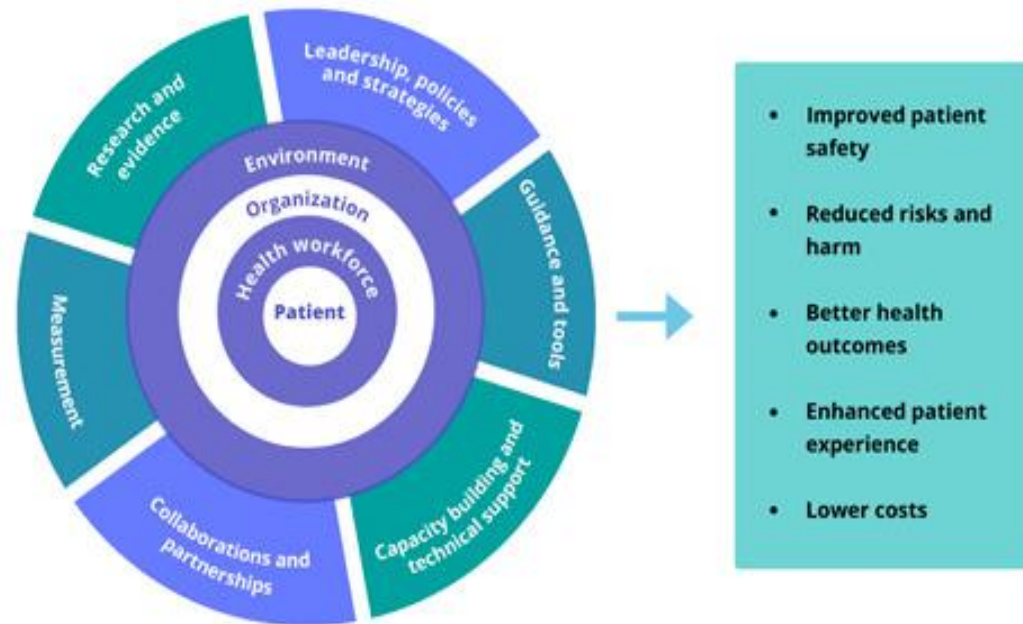 Leadership, policies
and strategies
Guidance and tools
Capacity building and
technical support
Collaborations and
partnerships
Measurement
Research and
evidence
Environment
Organization
Health workforce
Patient
• Improved patient
safety
• Reduced risks and
harm
• Better health
outcomes
• Enhanced patient
experience
• Lower costs